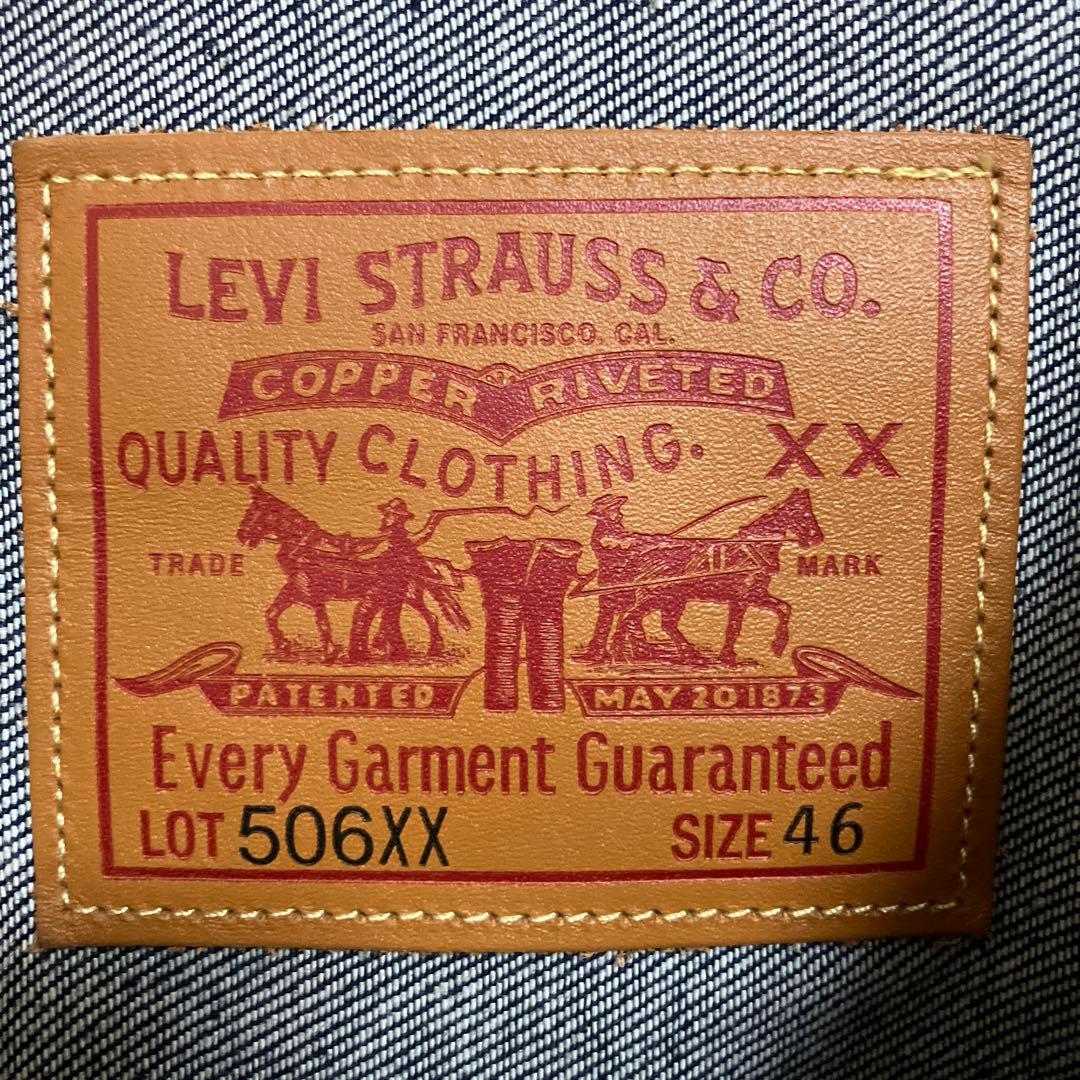 LEVI STRAUSS & CO.
SAN FRANCISCO. CAL.
COPPER RIVETED
QUALITY CLOTHING. XX
TRADE MARK
PATENTED MAY 20 1873
Every Garment Guaranteed
LOT 506XX SIZE 46